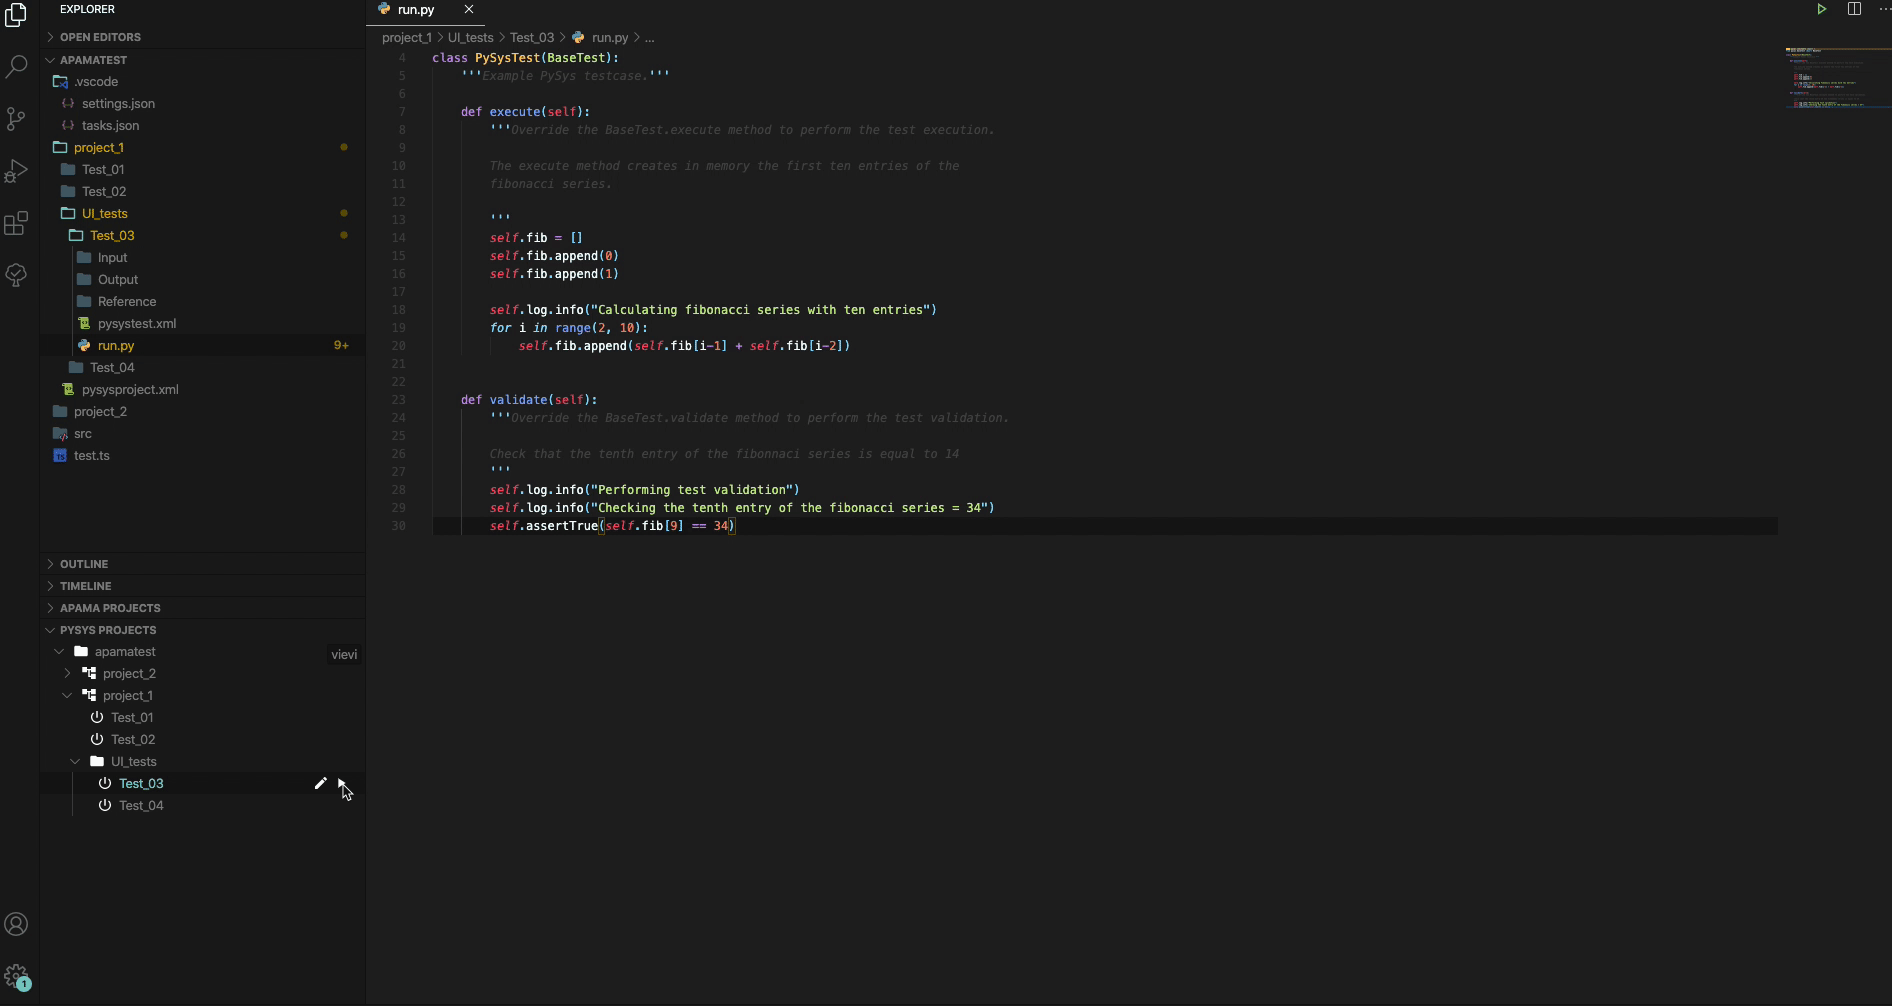 EXPLORER
OPEN EDITORS
APAMATEST
.vscode
settings.json
tasks.json
project_1
Test_01
Test_02
UI_tests
Test_03
Input
Output
Reference
pysystest.xml
run.py 9+
Test_04
pysysproject.xml
project_2
src
test.ts
OUTLINE
TIMELINE
APAMA PROJECTS
PYSYS PROJECTS
apamatest
vievi
project_2
project_1
Test_01
Test_02
UI_tests
Test_03
Test_04
1
run.py
project_1 > UI_tests > Test_03 > run.py > ...
4 class PySysTest(BaseTest):
5 '''Example PySys testcase.'''
6
7 def execute(self):
8 '''Override the BaseTest.execute method to perform the test execution.
9
10 The execute method creates in memory the first ten entries of the
11 fibonacci series.
12
13 '''
14 self.fib = []
15 self.fib.append(0)
16 self.fib.append(1)
17
18 self.log.info("Calculating fibonacci series with ten entries")
19 for i in range(2, 10):
20 self.fib.append(self.fib[i-1] + self.fib[i-2])
21
22
23 def validate(self):
24 '''Override the BaseTest.validate method to perform the test validation.
25
26 Check that the tenth entry of the fibonnaci series is equal to 14
27 '''
28 self.log.info("Performing test validation")
29 self.log.info("Checking the tenth entry of the fibonacci series = 34")
30 self.assertTrue(self.fib[9] == 34)